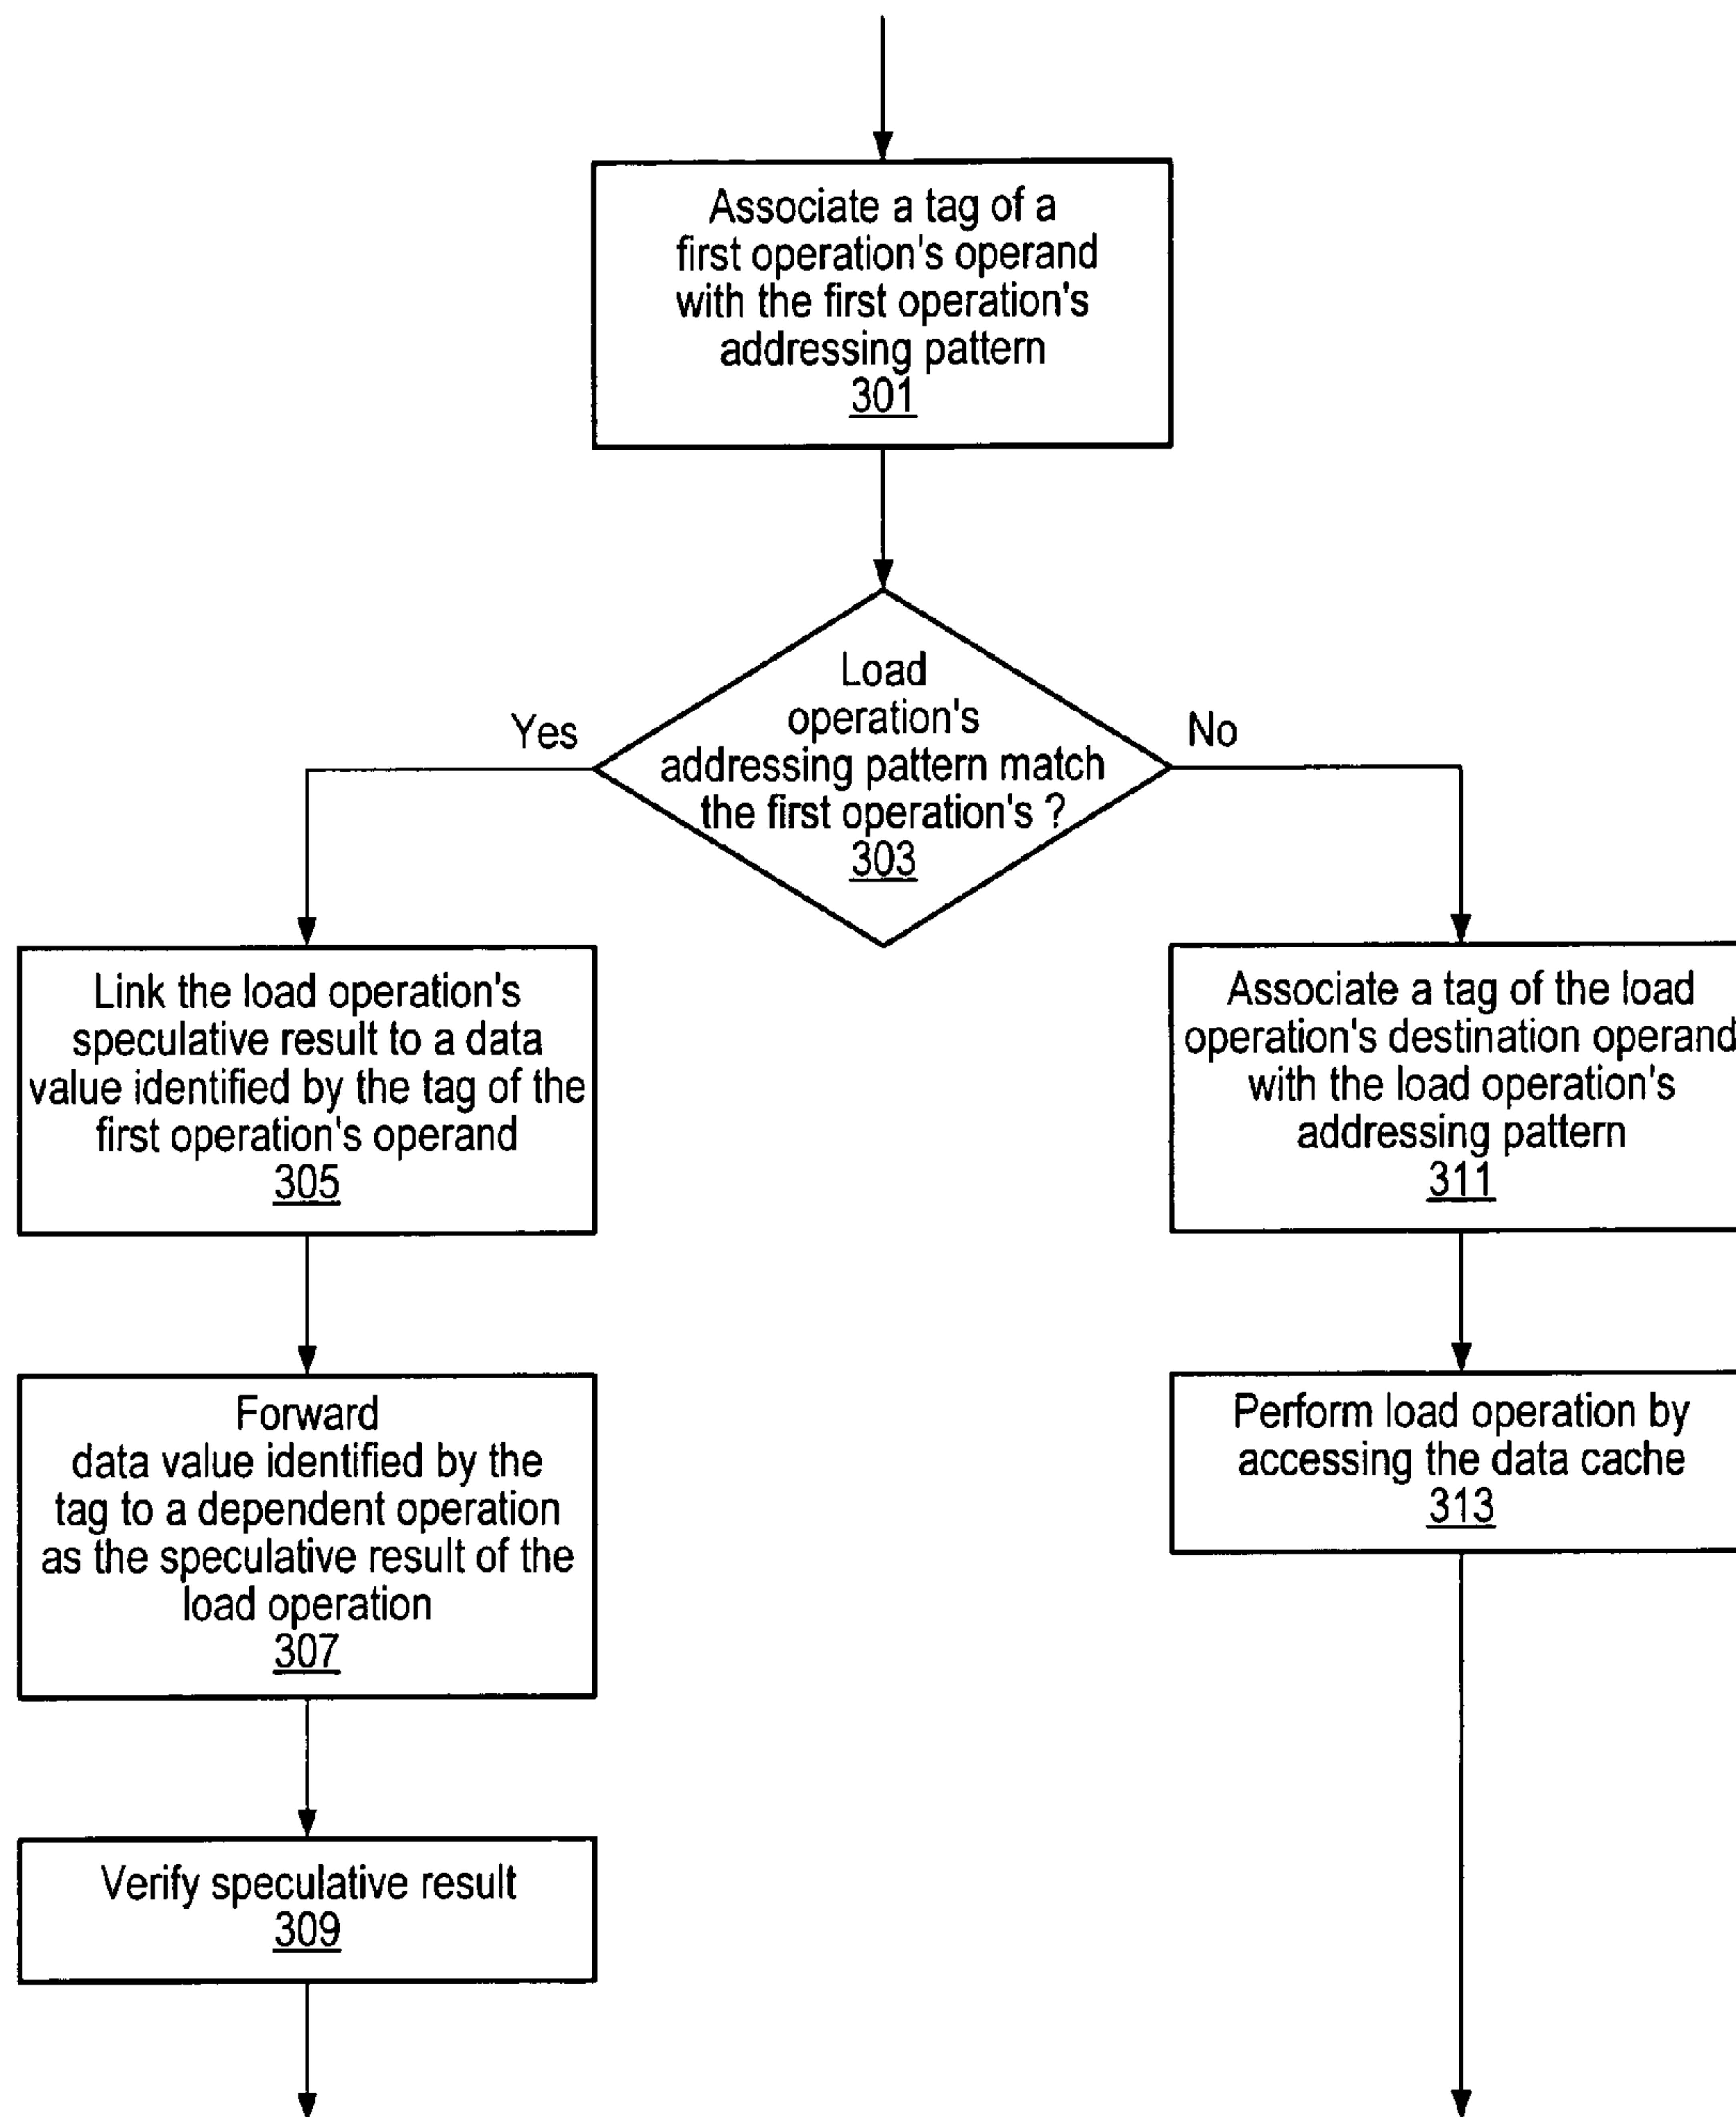 Associate a tag of a
first operation's operand
with the first operation's
addressing pattern
301
Load
operation's
addressing pattern match
the first operation's ?
303
Yes
No
Link the load operation's
speculative result to a data
value identified by the tag of the
first operation's operand
305
Forward
data value identified by the
tag to a dependent operation
as the speculative result of the
load operation
307
Verify speculative result
309
Associate a tag of the load
operation's destination operand
with the load operation's
addressing pattern
311
Perform load operation by
accessing the data cache
313